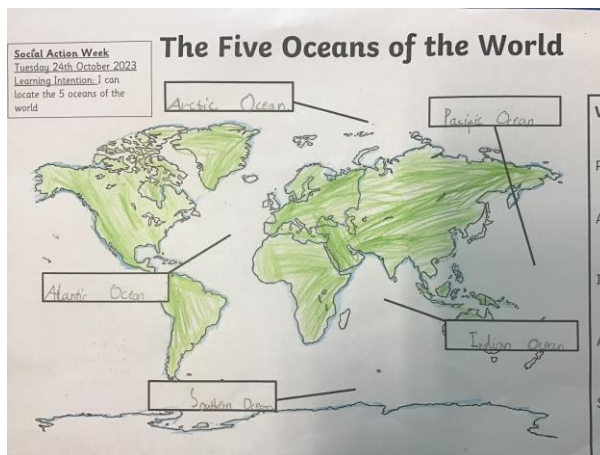 Social Action Week
Tuesday 24th October 2023
Learning Intention: I can
locate the 5 oceans of the
world
The Five Oceans of the World
Arctic Ocean
Pacific Ocean
Atlantic Ocean
Indian Ocean
Southern Ocean